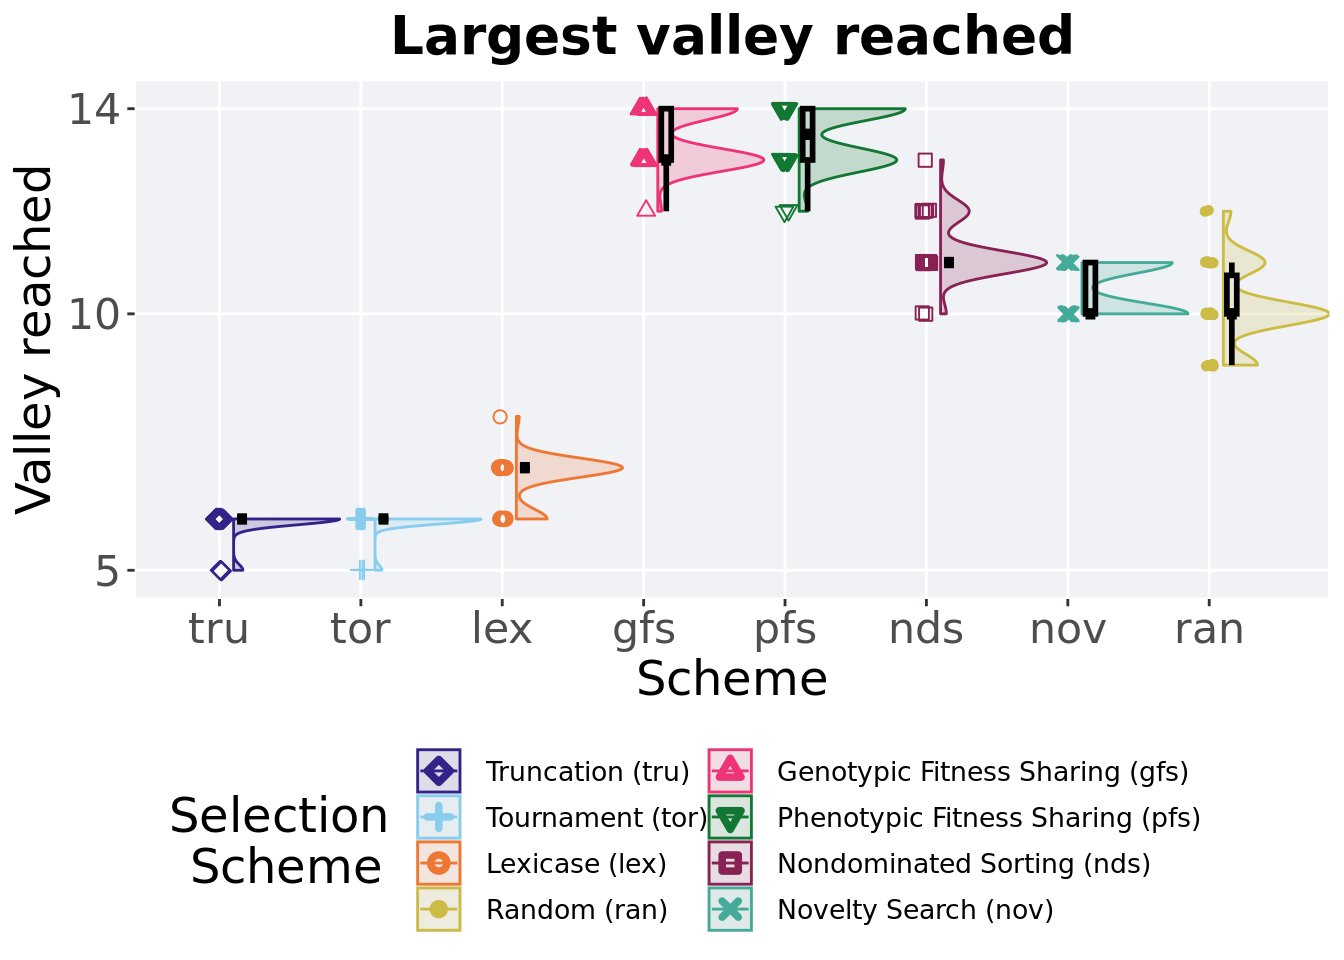 Largest valley reached
Valley reached
14
10
5
tru
tor
lex
gfs
pfs
nds
nov
ran
Scheme
Selection
Scheme
Truncation (tru)
Tournament (tor)
Lexicase (lex)
Random (ran)
Genotypic Fitness Sharing (gfs)
Phenotypic Fitness Sharing (pfs)
Nondominated Sorting (nds)
Novelty Search (nov)